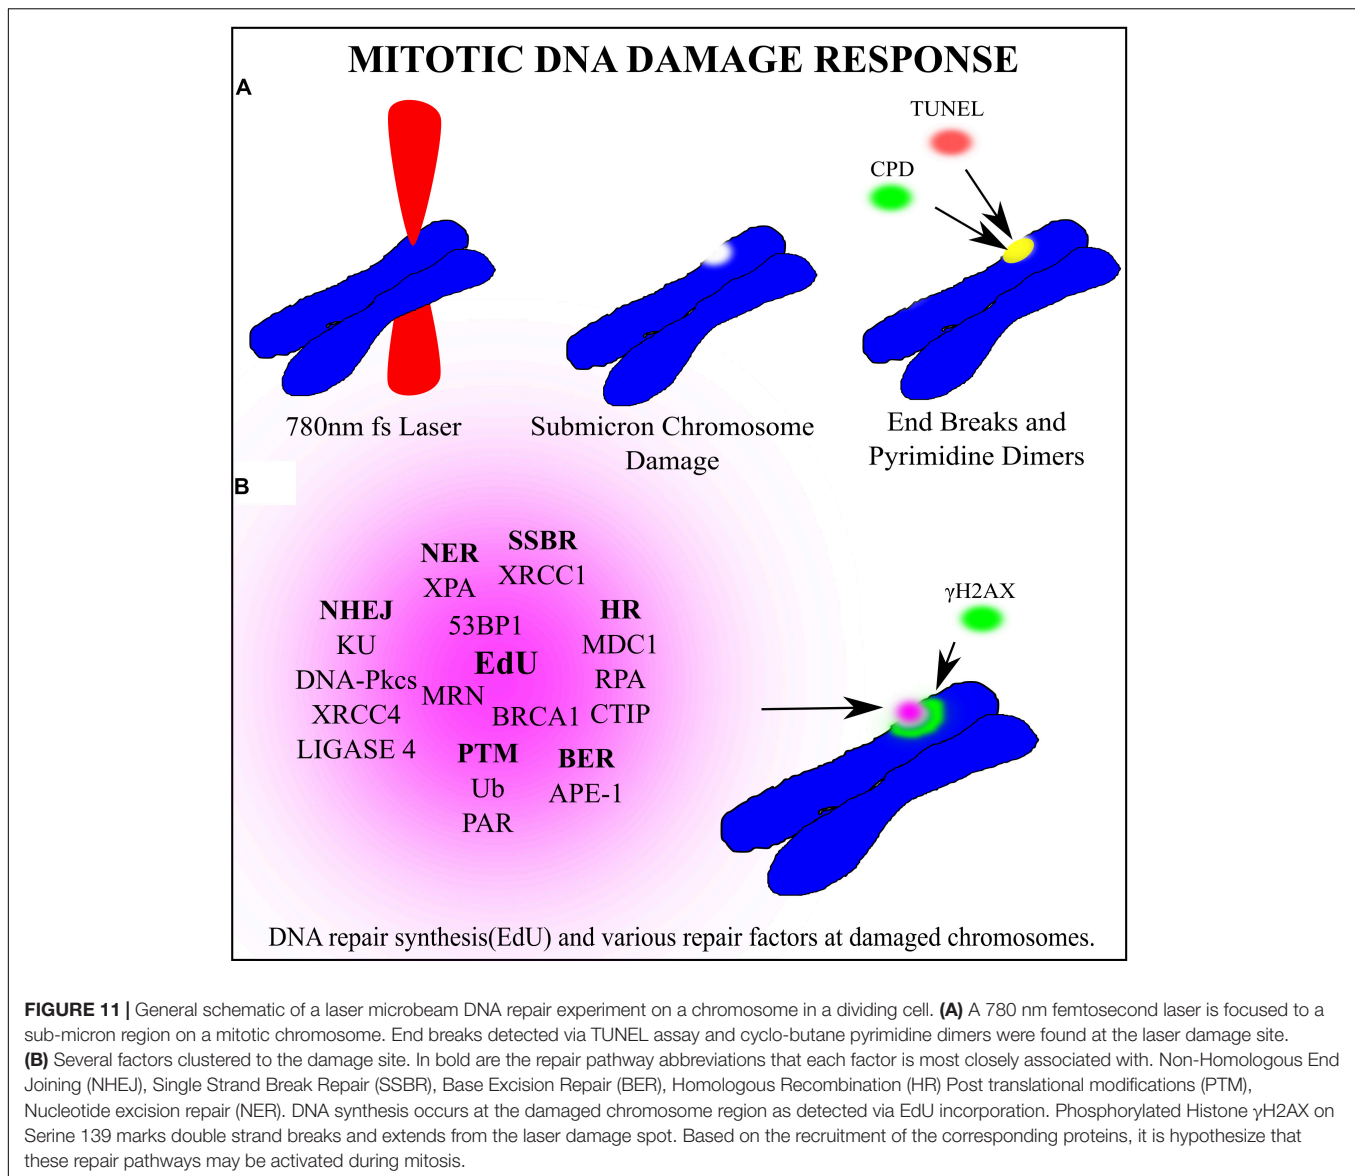 MITOTIC DNA DAMAGE RESPONSE
A
TUNEL
CPD
780nm fs Laser
Submicron Chromosome
Damage
End Breaks and
Pyrimidine Dimers
B
NER
XPA
SSBR
XRCC1
NHEJ
KU
DNA-Pkcs
XRCC4
LIGASE 4
53BP1
EdU
MRN
BRCA1
HR
MDC1
RPA
CTIP
PTM
Ub
PAR
BER
APE-1
γH2AX
DNA repair synthesis(EdU) and various repair factors at damaged chromosomes.
FIGURE 11 | General schematic of a laser microbeam DNA repair experiment on a chromosome in a dividing cell. (A) A 780 nm femtosecond laser is focused to a
sub-micron region on a mitotic chromosome. End breaks detected via TUNEL assay and cyclo-butane pyrimidine dimers were found at the laser damage site.
(B) Several factors clustered to the damage site. In bold are the repair pathway abbreviations that each factor is most closely associated with. Non-Homologous End
Joining (NHEJ), Single Strand Break Repair (SSBR), Base Excision Repair (BER), Homologous Recombination (HR) Post translational modifications (PTM),
Nucleotide excision repair (NER). DNA synthesis occurs at the damaged chromosome region as detected via EdU incorporation. Phosphorylated Histone γH2AX on
Serine 139 marks double strand breaks and extends from the laser damage spot. Based on the recruitment of the corresponding proteins, it is hypothesize that
these repair pathways may be activated during mitosis.